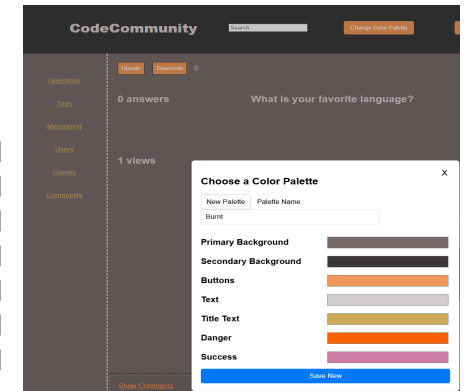 CodeCommunity
Search ...
Change Color Palette
Upvote Downvote 0
Questions
Tags
Messaging
Users
Games
Community
0 answers What is your favorite language?
1 views
X
Choose a Color Palette
New Palette Palette Name
Burnt
Primary Background
Secondary Background
Buttons
Text
Title Text
Danger
Success
Save New
Show Comments